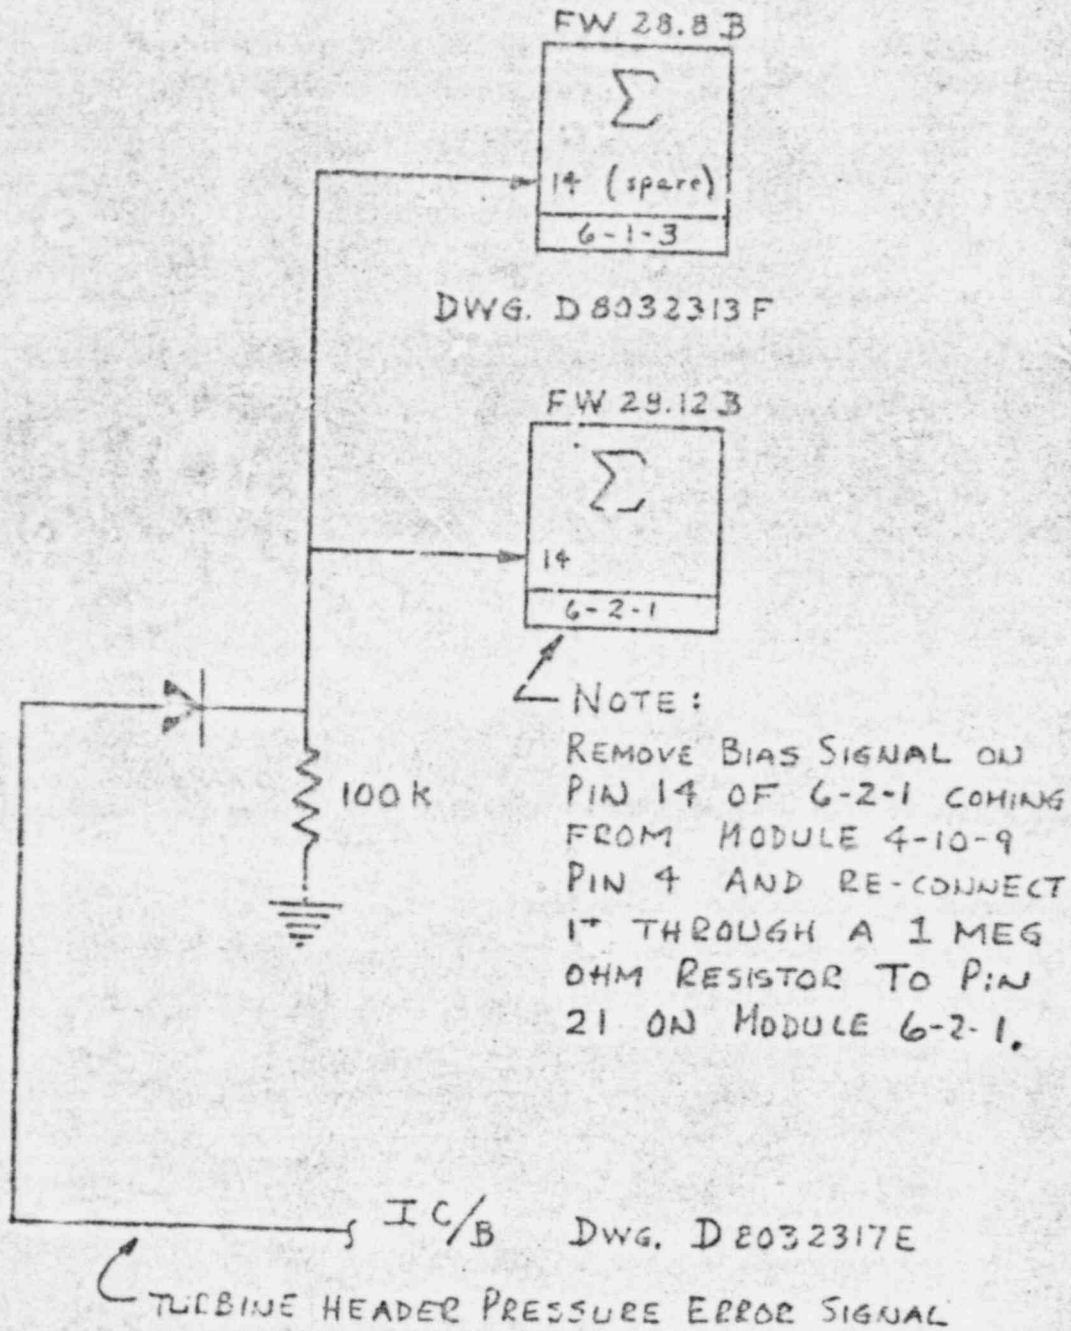 FW 28.8 B
Σ
14 (spare)
6-1-3
DWG. D8032313F
FW 28.12 B
Σ
14
6-2-1
100K
NOTE:
REMOVE BIAS SIGNAL ON
PIN 14 OF 6-2-1 COMING
FROM MODULE 4-10-9
PIN 4 AND RE-CONNECT
IT THROUGH A 1 MEG
OHM RESISTOR TO PIN
21 ON MODULE 6-2-1.
IC/B DWG. D8032317E
TURBINE HEADER PRESSURE ERROR SIGNAL